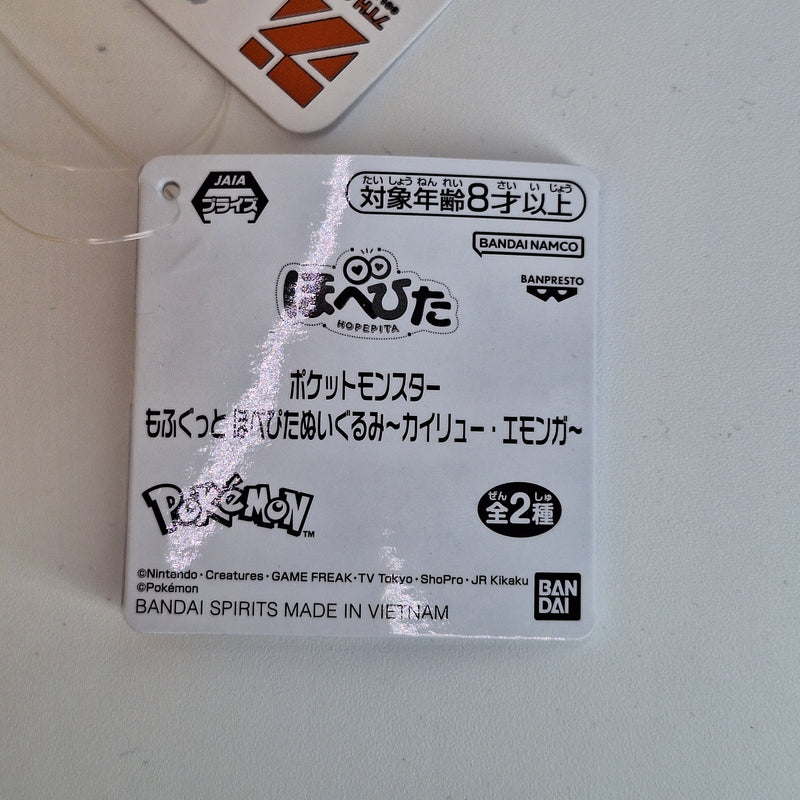 7TH
JAIA
プライズ
たいしょうねんれい さい いじょう
対象年齢8才以上
BANDAI NAMCO
BANPRESTO
ほぺぴた
HOPEPITA
ポケットモンスター
もふぐっと ほぺぴたぬいぐるみ~カイリュー・エモンガ~
POKéMON™
ぜん しゅ
全2種
©Nintendo・Creatures・GAME FREAK・TV Tokyo・ShoPro・JR Kikaku
©Pokémon
BANDAI SPIRITS MADE IN VIETNAM
BAN
DAI